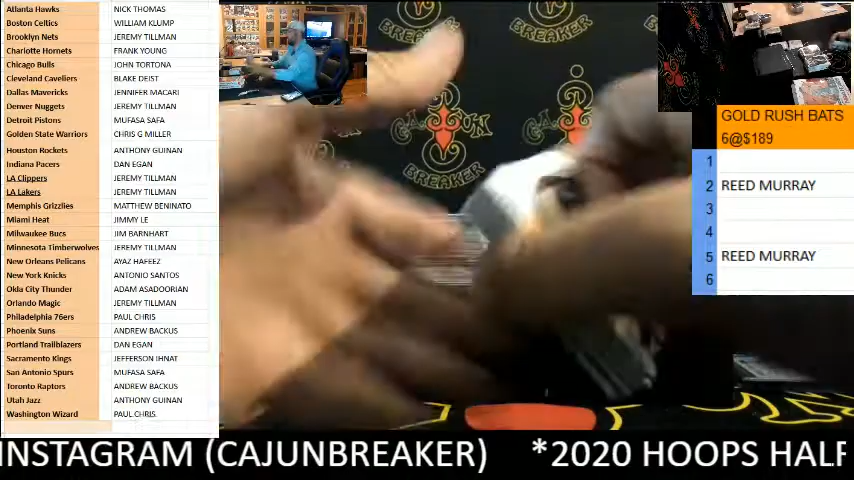 Atlanta Hawks NICK THOMAS
Boston Celtics WILLIAM KLUMP
Brooklyn Nets JEREMY TILLMAN
Charlotte Hornets FRANK YOUNG
Chicago Bulls JOHN TORTONA
Cleveland Cavaliers BLAKE DEIST
Dallas Mavericks JENNIFER MACARI
Denver Nuggets JEREMY TILLMAN
Detroit Pistons MUFASA SAFA
Golden State Warriors CHRIS G MILLER
Houston Rockets ANTHONY GUINAN
Indiana Pacers DAN EGAN
LA Clippers JEREMY TILLMAN
LA Lakers JEREMY TILLMAN
Memphis Grizzlies MATTHEW BENINATO
Miami Heat JIMMY LE
Milwaukee Bucs JIM BARNHART
Minnesota Timberwolves JEREMY TILLMAN
New Orleans Pelicans AYAZ HAFEEZ
New York Knicks ANTONIO SANTOS
Okla City Thunder ADAM ASADOORIAN
Orlando Magic JEREMY TILLMAN
Philadelphia 76ers PAUL CHRIS
Phoenix Suns ANDREW BACKUS
Portland Trailblazers DAN EGAN
Sacramento Kings JEFFERSON IHNAT
San Antonio Spurs MUFASA SAFA
Toronto Raptors ANDREW BACKUS
Utah Jazz ANTHONY GUINAN
Washington Wizard PAUL CHRIS
BREAKER
BREAKER
BREAKER
GOLD RUSH BATS
6@$189
1
2 REED MURRAY
3
4
5 REED MURRAY
6
INSTAGRAM (CAJUNBREAKER) *2020 HOOPS HALF